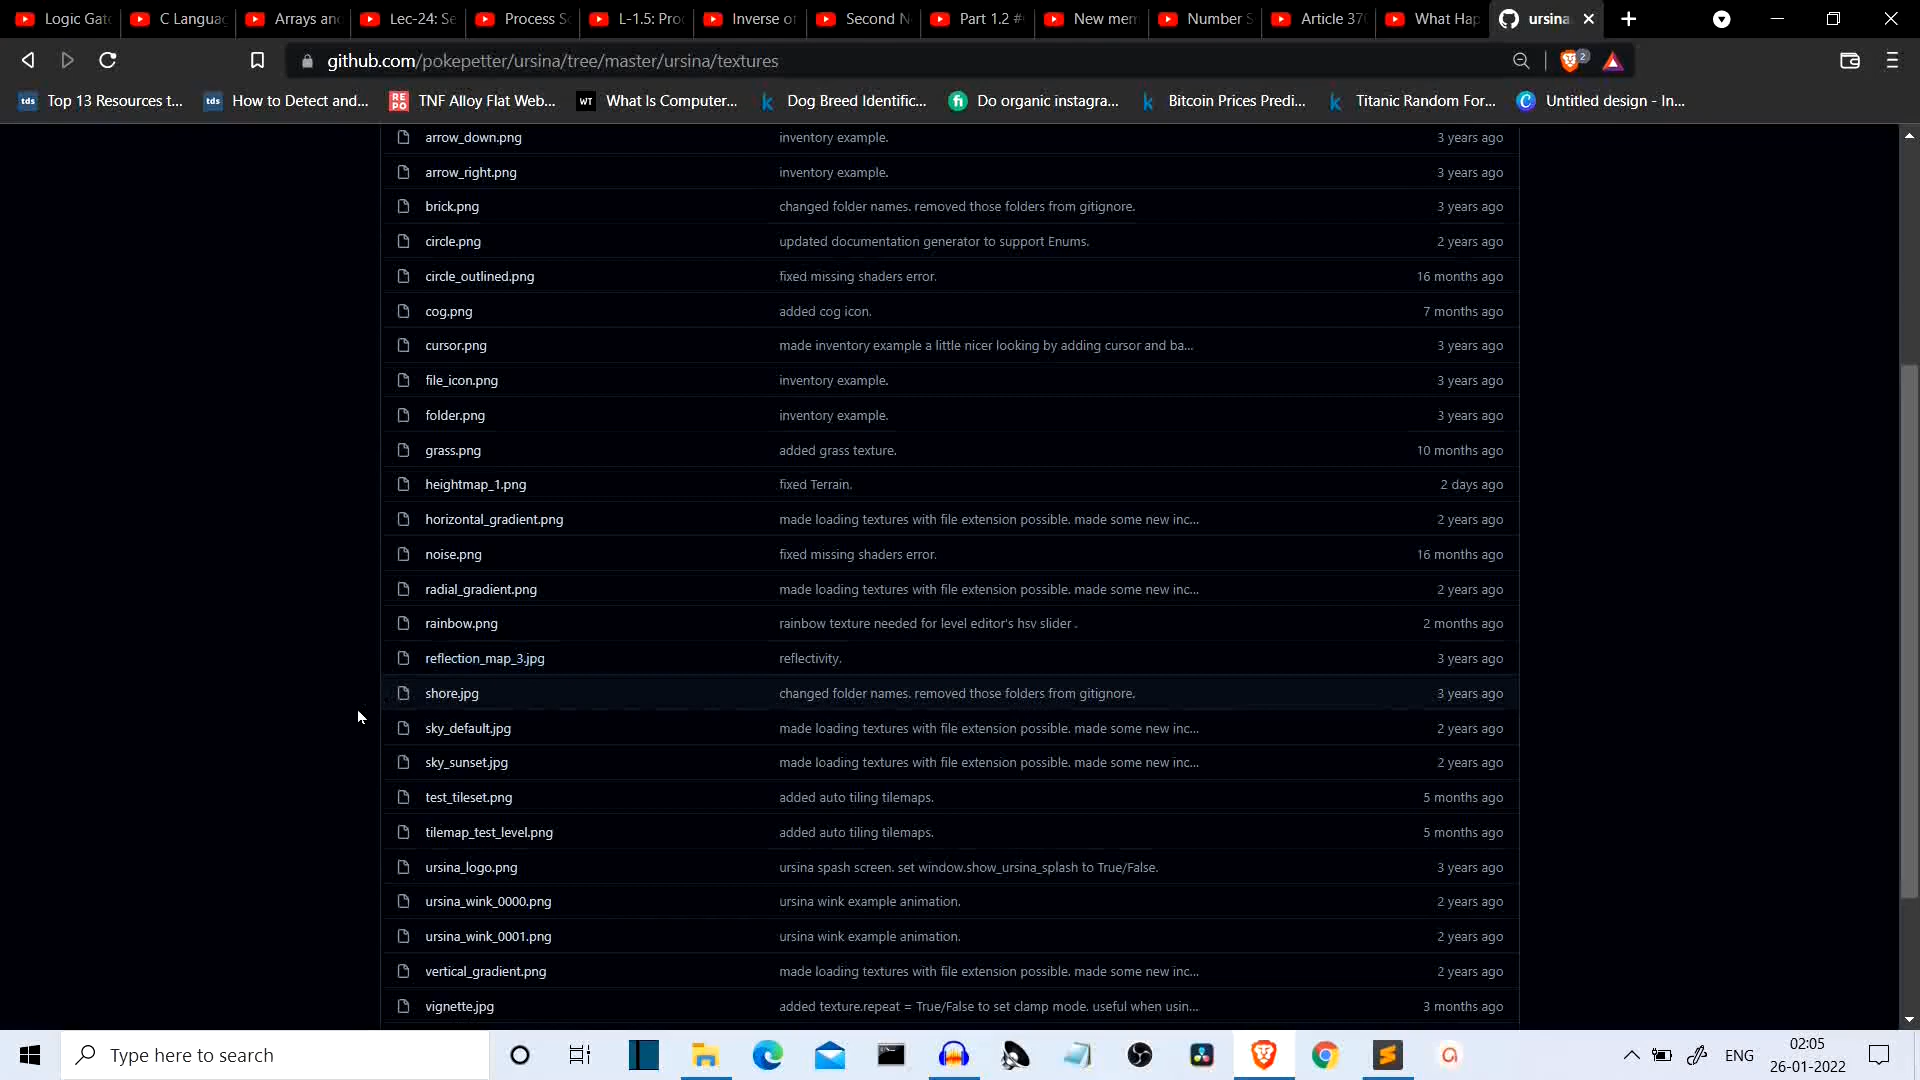 Logic Gat
C Languag
Arrays an
Lec-24: Se
Process S
L-1.5: Pro
Inverse o
Second N
Part 1.2 #
New mem
Number S
Article 370
What Hap
ursina
github.com/pokepetter/ursina/tree/master/ursina/textures
2
tds Top 13 Resources t...
tds How to Detect and...
REPO TNF Alloy Flat Web...
WT What Is Computer...
k Dog Breed Identific...
fi Do organic instagra...
k Bitcoin Prices Predi...
k Titanic Random For...
C Untitled design - In...
arrow_down.png inventory example. 3 years ago
arrow_right.png inventory example. 3 years ago
brick.png changed folder names. removed those folders from gitignore. 3 years ago
circle.png updated documentation generator to support Enums. 2 years ago
circle_outlined.png fixed missing shaders error. 16 months ago
cog.png added cog icon. 7 months ago
cursor.png made inventory example a little nicer looking by adding cursor and ba... 3 years ago
file_icon.png inventory example. 3 years ago
folder.png inventory example. 3 years ago
grass.png added grass texture. 10 months ago
heightmap_1.png fixed Terrain. 2 days ago
horizontal_gradient.png made loading textures with file extension possible. made some new inc... 2 years ago
noise.png fixed missing shaders error. 16 months ago
radial_gradient.png made loading textures with file extension possible. made some new inc... 2 years ago
rainbow.png rainbow texture needed for level editor's hsv slider . 2 months ago
reflection_map_3.jpg reflectivity. 3 years ago
shore.jpg changed folder names. removed those folders from gitignore. 3 years ago
sky_default.jpg made loading textures with file extension possible. made some new inc... 2 years ago
sky_sunset.jpg made loading textures with file extension possible. made some new inc... 2 years ago
test_tileset.png added auto tiling tilemaps. 5 months ago
tilemap_test_level.png added auto tiling tilemaps. 5 months ago
ursina_logo.png ursina spash screen. set window.show_ursina_splash to True/False. 3 years ago
ursina_wink_0000.png ursina wink example animation. 2 years ago
ursina_wink_0001.png ursina wink example animation. 2 years ago
vertical_gradient.png made loading textures with file extension possible. made some new inc... 2 years ago
vignette.jpg added texture.repeat = True/False to set clamp mode. useful when usin... 3 months ago
Type here to search
ENG
02:05
26-01-2022